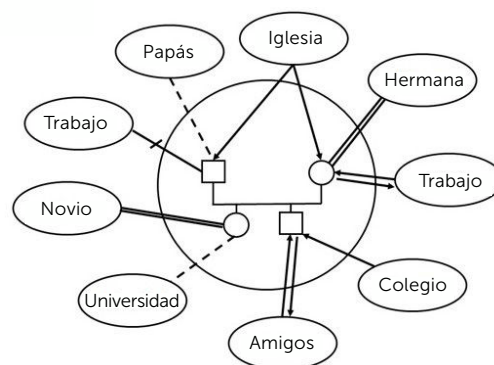 Iglesia
Papás
Hermana
Trabajo
Trabajo
Novio
Colegio
Universidad
Amigos